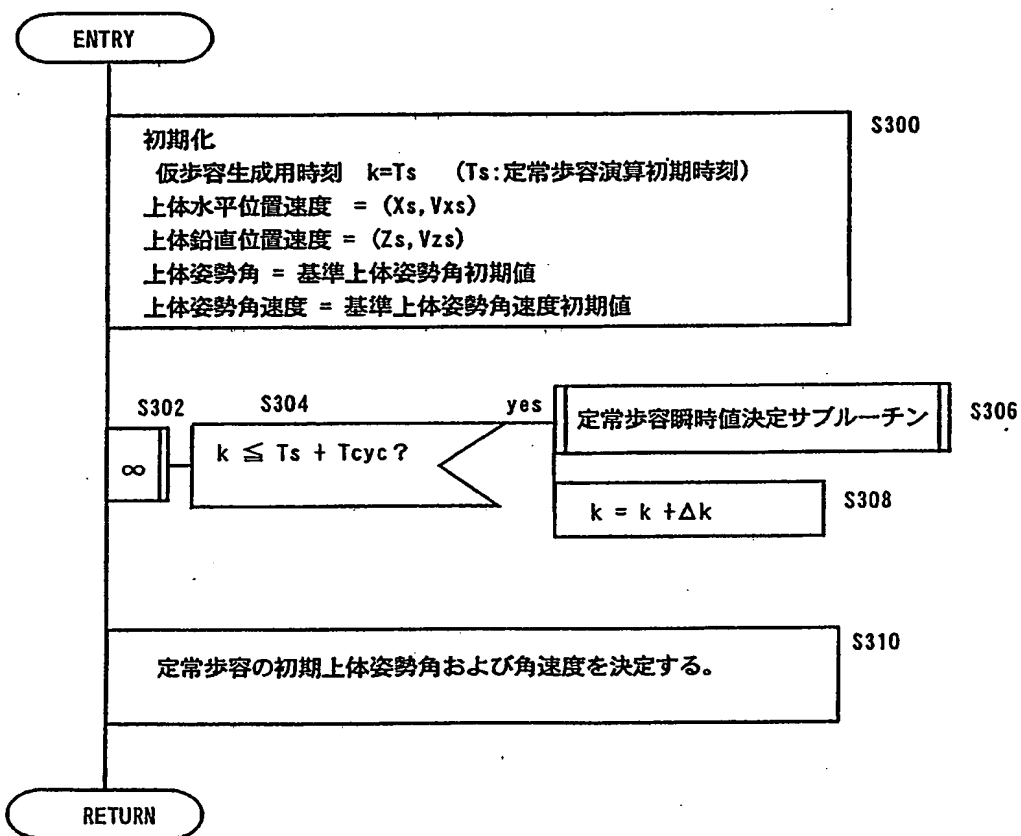 ENTRY
S300
初期化
仮歩容生成用時刻 k=Ts (Ts:定常歩容演算初期時刻)
上体水平位置速度 = (Xs,Vxs)
上体鉛直位置速度 = (Zs,Vzs)
上体姿勢角 = 基準上体姿勢角初期値
上体姿勢角速度 = 基準上体姿勢角速度初期値
S302
∞
S304
k ≦ Ts + Tcyc?
yes
定常歩容瞬時値決定サブルーチン
S306
k = k +Δk
S308
S310
定常歩容の初期上体姿勢角および角速度を決定する。
RETURN